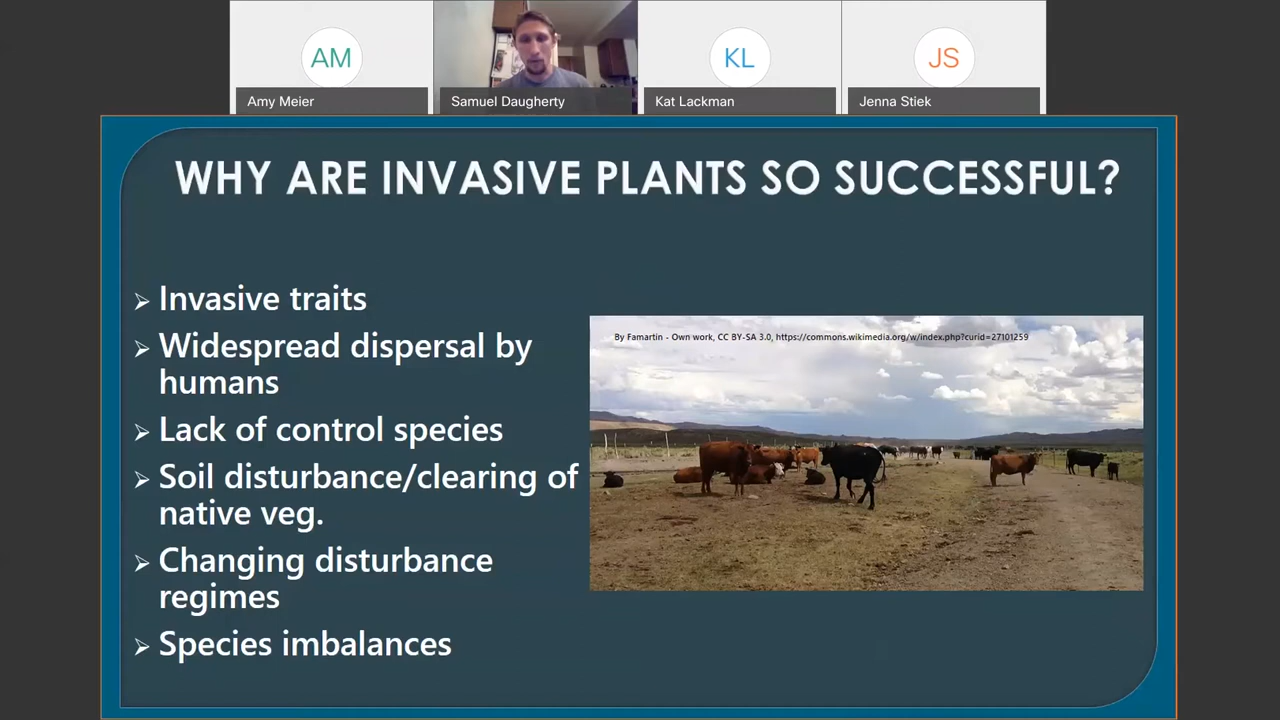 AM
KL
JS
Amy Meier
Samuel Daugherty
Kat Lackman
Jenna Stiek
WHY ARE INVASIVE PLANTS SO SUCCESSFUL?
Invasive traits
Widespread dispersal by
humans
Lack of control species
Soil disturbance/clearing of
native veg.
Changing disturbance
regimes
Species imbalances
By Famartin - Own work, CC BY-SA 3.0, https://commons.wikimedia.org/w/index.php?curid=27101259